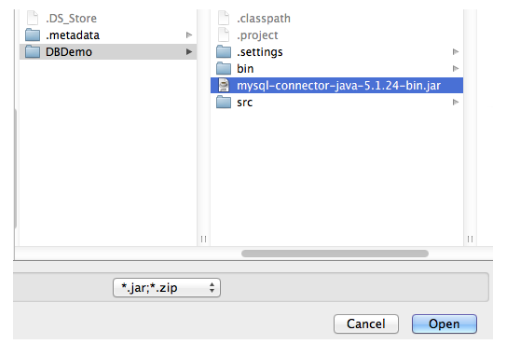 .DS_Store
.metadata
DBDemo
.classpath
.project
.settings
bin
mysql-connector-java-5.1.24-bin.jar
src
*.jar;*.zip
Cancel
Open